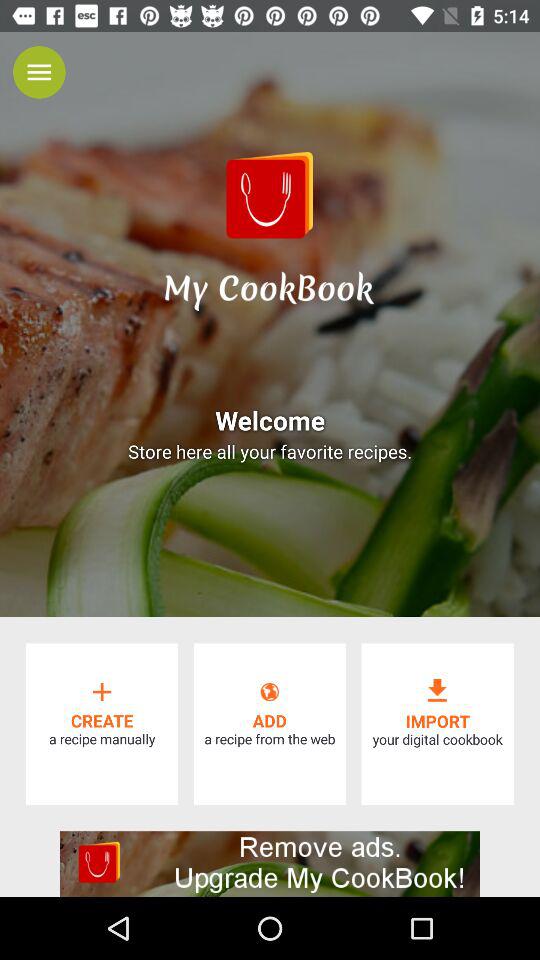 esc
5:14
My CookBook
Welcome
Store here all your favorite recipes.
CREATE
a recipe manually
ADD
a recipe from the web
IMPORT
your digital cookbook
Remove ads.
Upgrade My CookBook!